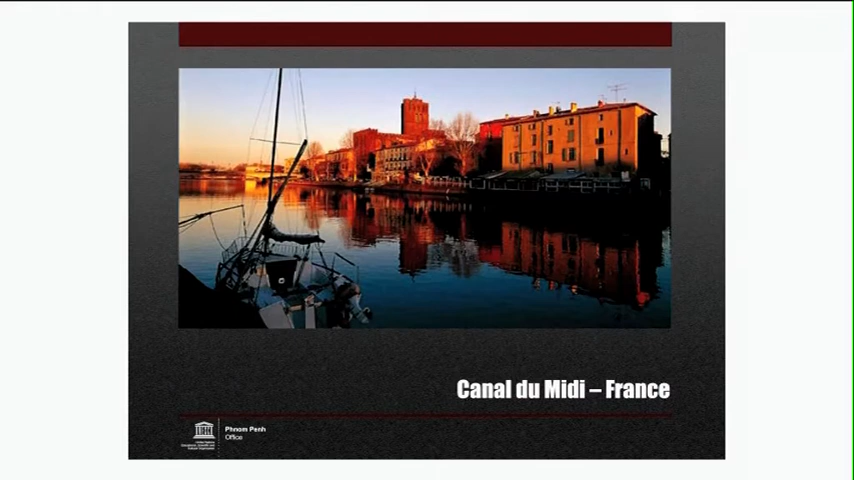 Canal du Midi – France
Phnom Penh
Office